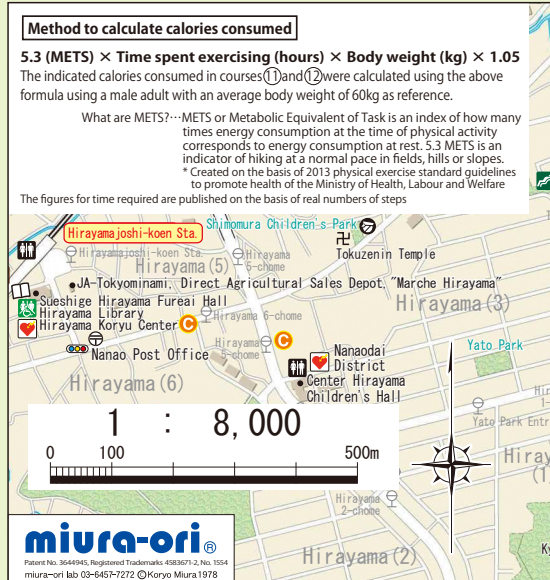 Method to calculate calories consumed
5.3 (METS) × Time spent exercising (hours) × Body weight (kg) × 1.05
The indicated calories consumed in courses⑪and⑫were calculated using the above
formula using a male adult with an average body weight of 60kg as reference.
What are METS?…METS or Metabolic Equivalent of Task is an index of how many
times energy consumption at the time of physical activity
corresponds to energy consumption at rest. 5.3 METS is an
indicator of hiking at a normal pace in fields, hills or slopes.
* Created on the basis of 2013 physical exercise standard guidelines
to promote health of the Ministry of Health, Labour and Welfare
The figures for time required are published on the basis of real numbers of steps
Shimomura Children's Park
Hirayamajoshi-koen Sta.
卍
Tokuzenin Temple
Hirayamajoshi-koen Sta.
Hirayama(5)
Hirayama
5-chome
JA-Tokyominami, Direct Agricultural Sales Depot, "Marche Hirayama"
Sueshige Hirayama Fureai Hall
Hirayama Library
Hirayama Koryu Center
C
Hirayama 6-chome
Hirayama(3)
Nanao Post Office
Hirayama
5-chome
C
Yato Park
Nanaodai
District
Center Hirayama
Children's Hall
Hirayama(6)
Yato Park Entr
1 : 8,000
0 100 500m
Hiray
(1
Hirayama
2-chome
Hirayama(2)
Ky
miura-ori®
Patent No. 3644945, Registered Trademarks 4583671-2, No. 1554
miura-ori lab 03-6457-7272 ©Koryo Miura1978